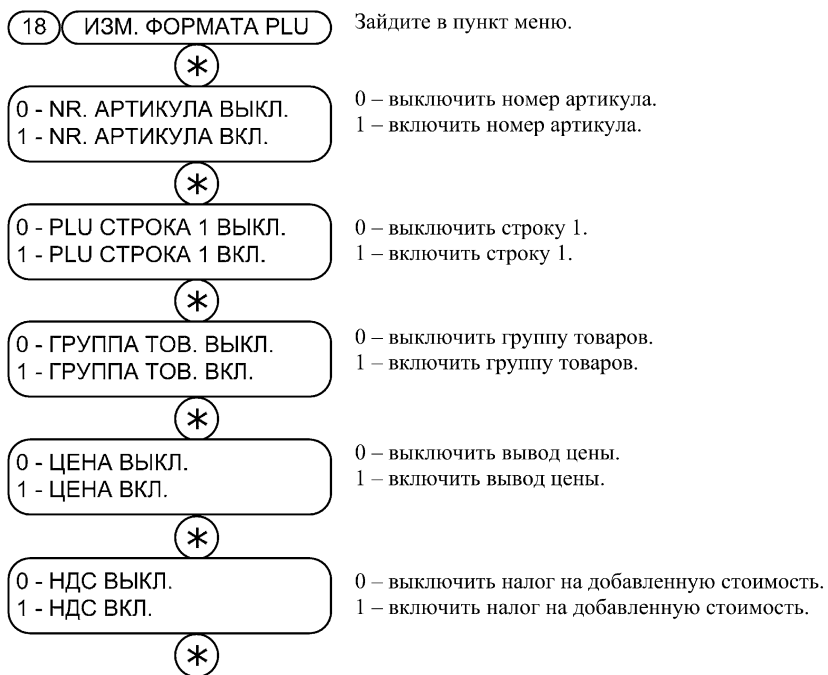 18 ИЗМ. ФОРМАТА PLU
Зайдите в пункт меню.
0 - NR. АРТИКУЛА ВЫКЛ.
1 - NR. АРТИКУЛА ВКЛ.
0 – выключить номер артикула.
1 – включить номер артикула.
0 - PLU СТРОКА 1 ВЫКЛ.
1 - PLU СТРОКА 1 ВКЛ.
0 – выключить строку 1.
1 – включить строку 1.
0 - ГРУППА ТОВ. ВЫКЛ.
1 - ГРУППА ТОВ. ВКЛ.
0 – выключить группу товаров.
1 – включить группу товаров.
0 - ЦЕНА ВЫКЛ.
1 - ЦЕНА ВКЛ.
0 – выключить вывод цены.
1 – включить вывод цены.
0 - НДС ВЫКЛ.
1 - НДС ВКЛ.
0 – выключить налог на добавленную стоимость.
1 – включить налог на добавленную стоимость.